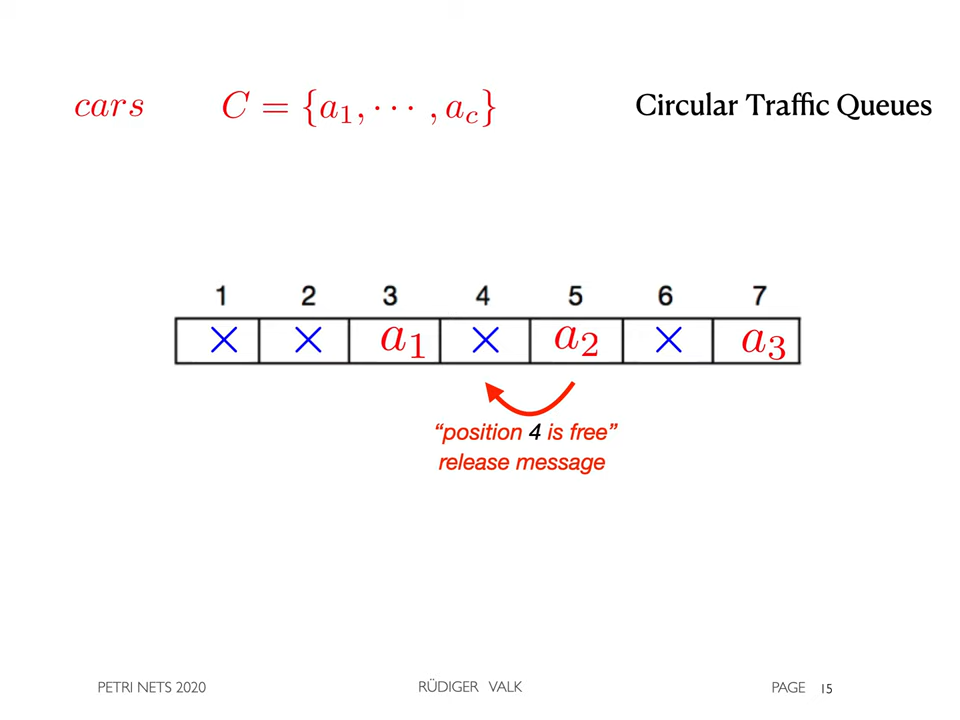 cars C = {a₁, ⋯ , a_c} Circular Traffic Queues
1 2 3 4 5 6 7
× × a₁ × a₂ × a₃
“position 4 is free”
release message
PETRI NETS 2020 RÜDIGER VALK PAGE 15